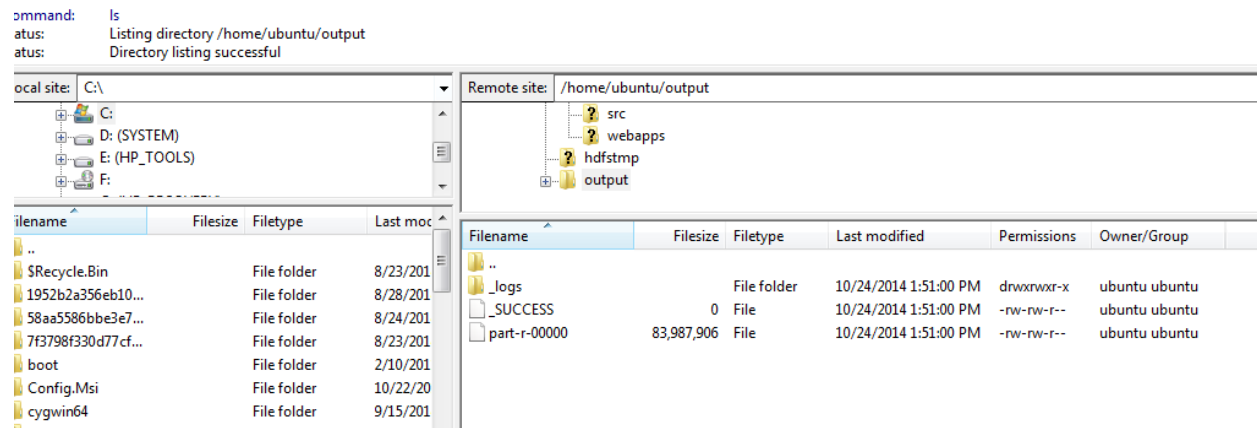 ommand: ls
atus: Listing directory /home/ubuntu/output
atus: Directory listing successful
ocal site: C:\
C:
D: (SYSTEM)
E: (HP_TOOLS)
F:
Remote site: /home/ubuntu/output
src
webapps
hdfstmp
output
ilename Filesize Filetype Last moc
..
$Recycle.Bin File folder 8/23/201
1952b2a356eb10... File folder 8/28/201
58aa5586bbe3e7... File folder 8/24/201
7f3798f330d77cf... File folder 8/23/201
boot File folder 2/10/201
Config.Msi File folder 10/22/20
cygwin64 File folder 9/15/201
Filename Filesize Filetype Last modified Permissions Owner/Group
..
_logs File folder 10/24/2014 1:51:00 PM drwxrwxr-x ubuntu ubuntu
_SUCCESS 0 File 10/24/2014 1:51:00 PM -rw-rw-r-- ubuntu ubuntu
part-r-00000 83,987,906 File 10/24/2014 1:51:00 PM -rw-rw-r-- ubuntu ubuntu